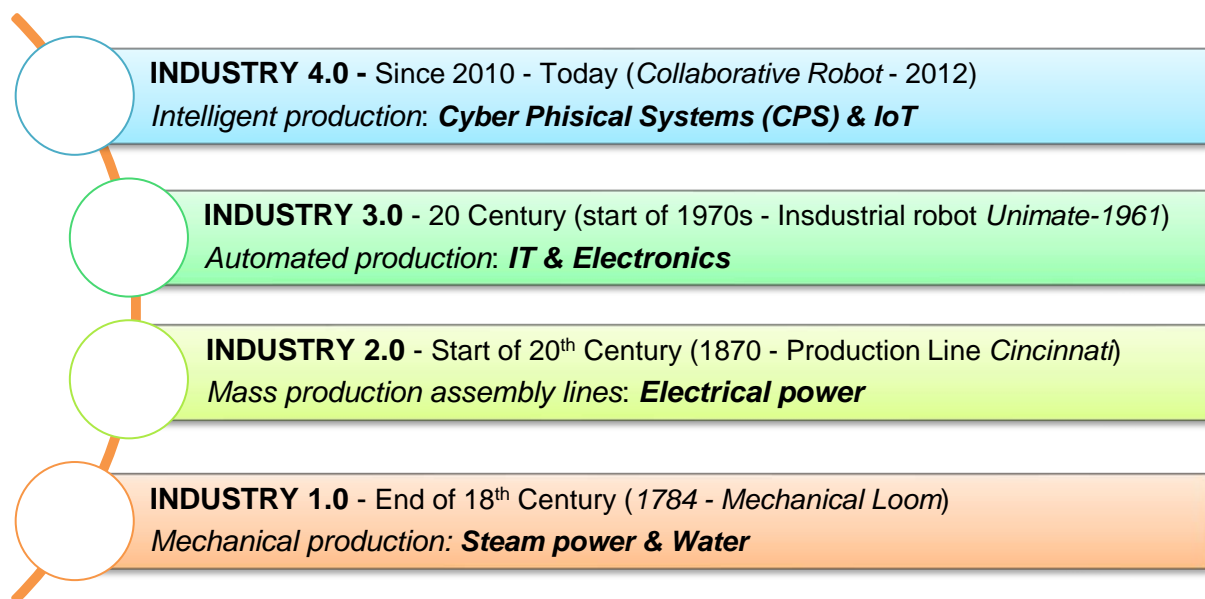 INDUSTRY 4.0 - Since 2010 - Today (Collaborative Robot - 2012)
Intelligent production: Cyber Phisical Systems (CPS) & IoT
INDUSTRY 3.0 - 20 Century (start of 1970s - Insdustrial robot Unimate-1961)
Automated production: IT & Electronics
INDUSTRY 2.0 - Start of 20th Century (1870 - Production Line Cincinnati)
Mass production assembly lines: Electrical power
INDUSTRY 1.0 - End of 18th Century (1784 - Mechanical Loom)
Mechanical production: Steam power & Water